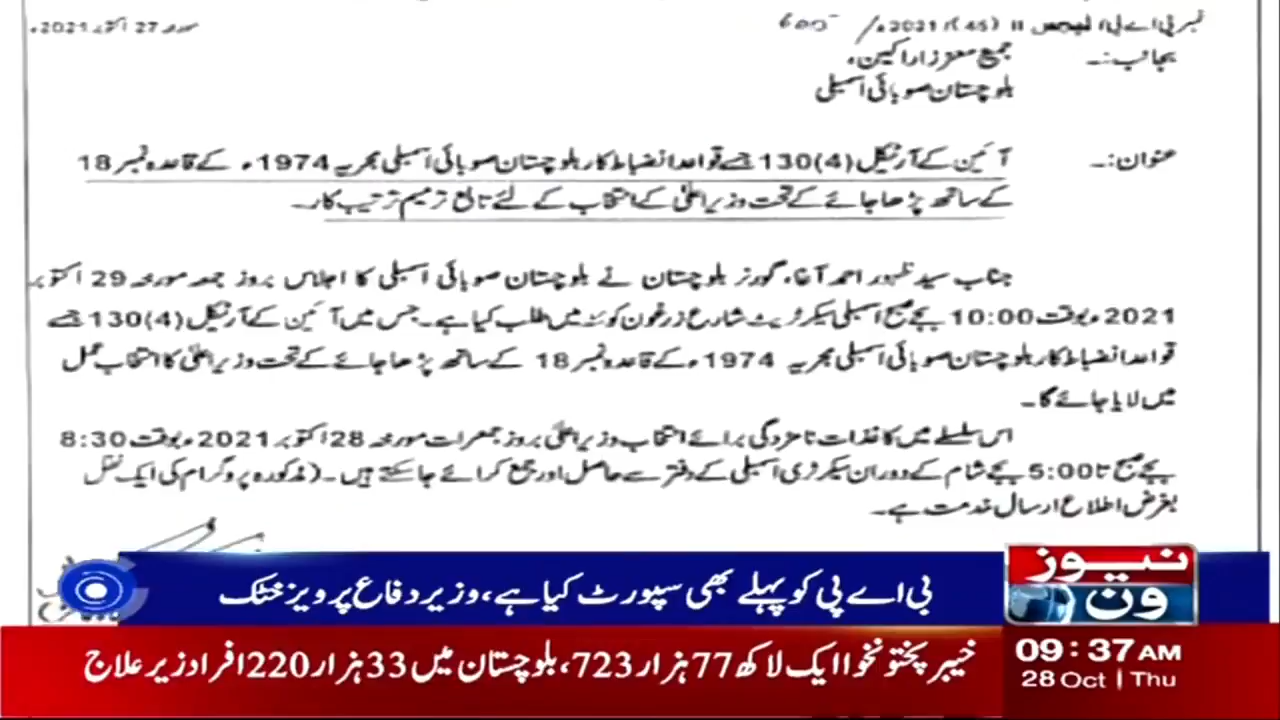 نمبر پی اے بی/ لیجس II (45) /2021ء/ 600 مورخہ 27 اکتوبر 2021ء
بجانب:۔ جمیع معزز اراکین،
بلوچستان صوبائی اسمبلی
عنوان:۔ آئین کے آرٹیکل (4)130 جسے قواعد انضباط کار بلوچستان صوبائی اسمبلی مجریہ 1974ء کے قاعدہ نمبر 18
کے ساتھ پڑھا جائے کے تحت وزیراعلیٰ کے انتخاب کے لئے تابع ترمیم ترتیب کار۔
جناب سید ظہور احمد آغا، گورنر بلوچستان نے بلوچستان صوبائی اسمبلی کا اجلاس بروز جمعہ مورخہ 29 اکتوبر
2021ء بوقت 10:00 بجے صبح اسمبلی سیکرٹریٹ شارع زرغون کوئٹہ میں طلب کیا ہے۔ جس میں آئین کے آرٹیکل (4)130 جسے
قواعد انضباط کار بلوچستان صوبائی اسمبلی مجریہ 1974ء کے قاعدہ نمبر 18 کے ساتھ پڑھا جائے کے تحت وزیراعلیٰ کا انتخاب عمل
میں لایا جائے گا۔
اس سلسلے میں کاغذات نامزدگی برائے انتخاب وزیراعلیٰ بروز جمعرات مورخہ 28 اکتوبر 2021ء بوقت 8:30
بجے صبح تا 5:00 بجے شام کے دوران سیکرٹری اسمبلی کے دفتر سے حاصل اور جمع کرائے جا سکتے ہیں۔ (مذکورہ پروگرام کی ایک نقل
بغرض اطلاع ارسال خدمت ہے۔
بی اے پی کو پہلے بھی سپورٹ کیا ہے، وزیر دفاع پرویز خٹک
نیوز
ون
خیبر پختونخوا ایک لاکھ 77 ہزار 723، بلوچستان میں 33 ہزار 220 افراد زیر علاج
09:37 AM
28 Oct | Thu